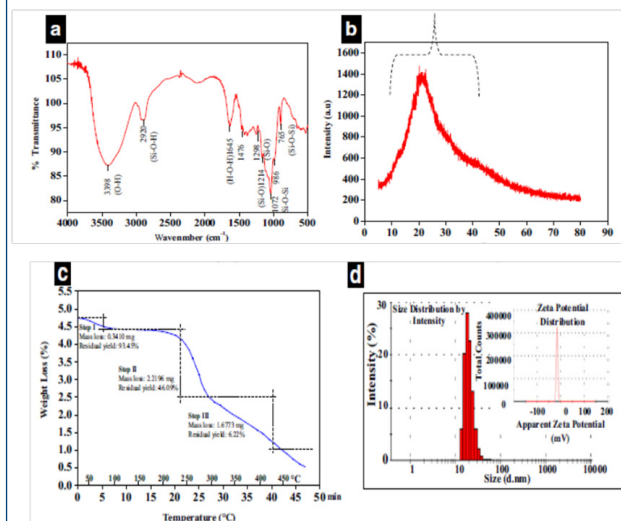 a
110
105
100
95
90
85
80
% Transmittance
3398
(O-H)
2920
(Si-O-H)
(H-O-H)1645
1476
1298
(Si-O)1214
(Si-O)
1072
Si-O-Si
986
765
(Si-O-Si)
4000 3500 3000 2500 2000 1500 1000 500
Wavenmber (cm⁻¹)
b
1600
1400
1200
1000
800
600
400
200
0
Intensity (a.u)
0 10 20 30 40 50 60 70 80 90
c
5.5
5.0
4.5
4.0
3.5
3.0
2.5
2.0
1.5
1.0
0.5
0.0
Weight Loss (%)
Step I
Mass loss: 0.3410 mg
Residual yield: 93.45%
Step II
Mass loss: 2.2196 mg
Residual yield: 46.09%
Step III
Mass loss: 1.6773 mg
Residual yield: 6.22%
50 100 150 200 250 300 350 400 450 °C
0 5 10 15 20 25 30 35 40 45 50 min
Temperature (°C)
d
30
20
10
0
Intensity (%)
Size Distribution by
Intensity
Zeta Potential
Distribution
400000
300000
200000
100000
0
Total Counts
-100 0 100 200
Apparent Zeta Potential
(mV)
1 10 100 1000 10000
Size (d.nm)